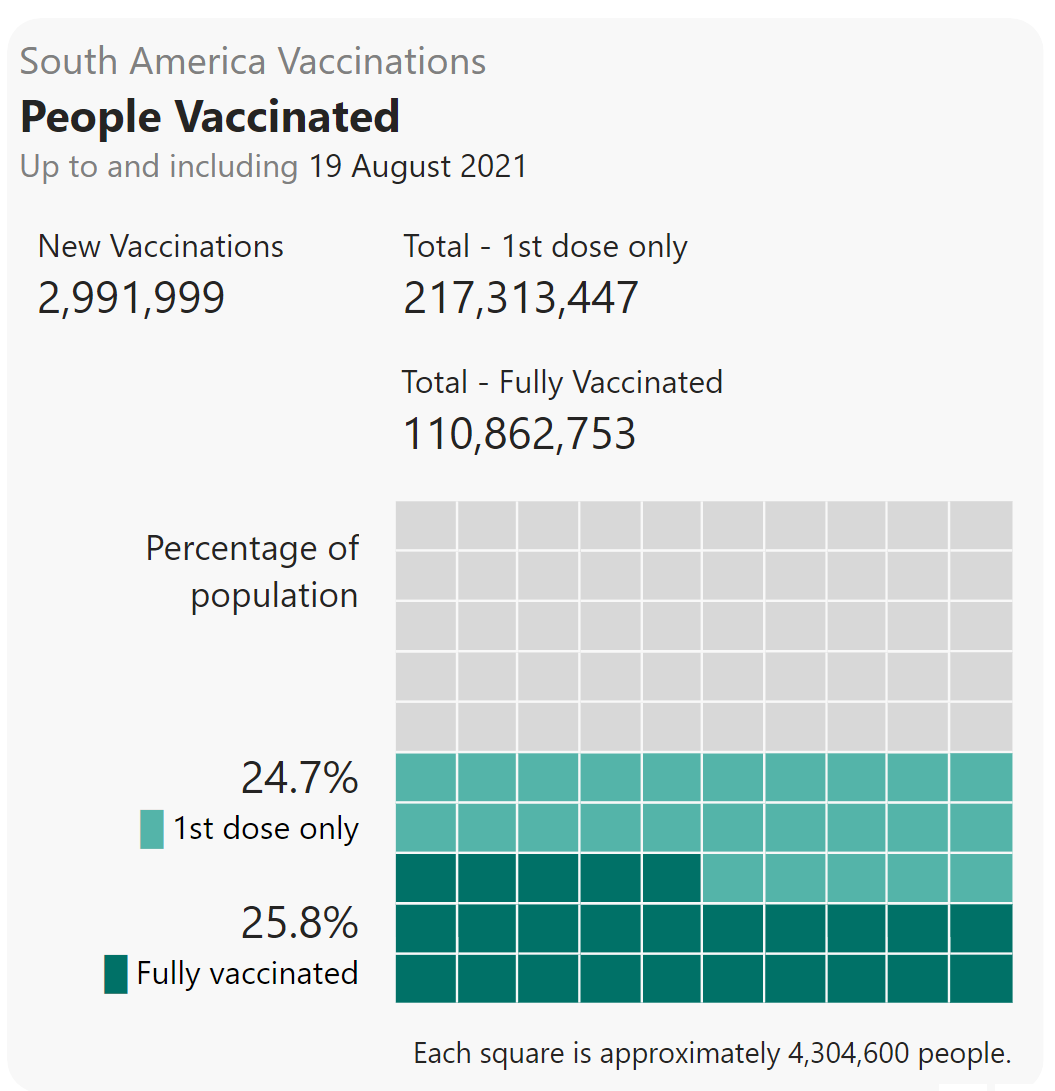 South America Vaccinations
People Vaccinated
Up to and including 19 August 2021
New Vaccinations
2,991,999
Total - 1st dose only
217,313,447
Total - Fully Vaccinated
110,862,753
Percentage of
population
24.7%
1st dose only
25.8%
Fully vaccinated
Each square is approximately 4,304,600 people.